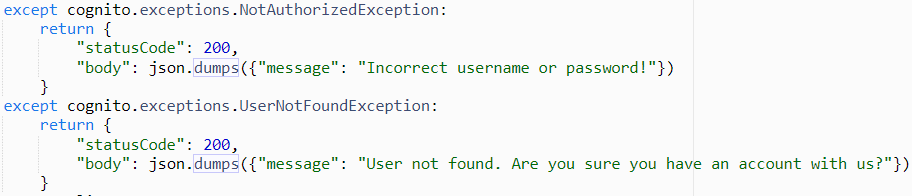 except cognito.exceptions.NotAuthorizedException:
    return {
        "statusCode": 200,
        "body": json.dumps({"message": "Incorrect username or password!"})
    }
except cognito.exceptions.UserNotFoundException:
    return {
        "statusCode": 200,
        "body": json.dumps({"message": "User not found. Are you sure you have an account with us?"})
    }